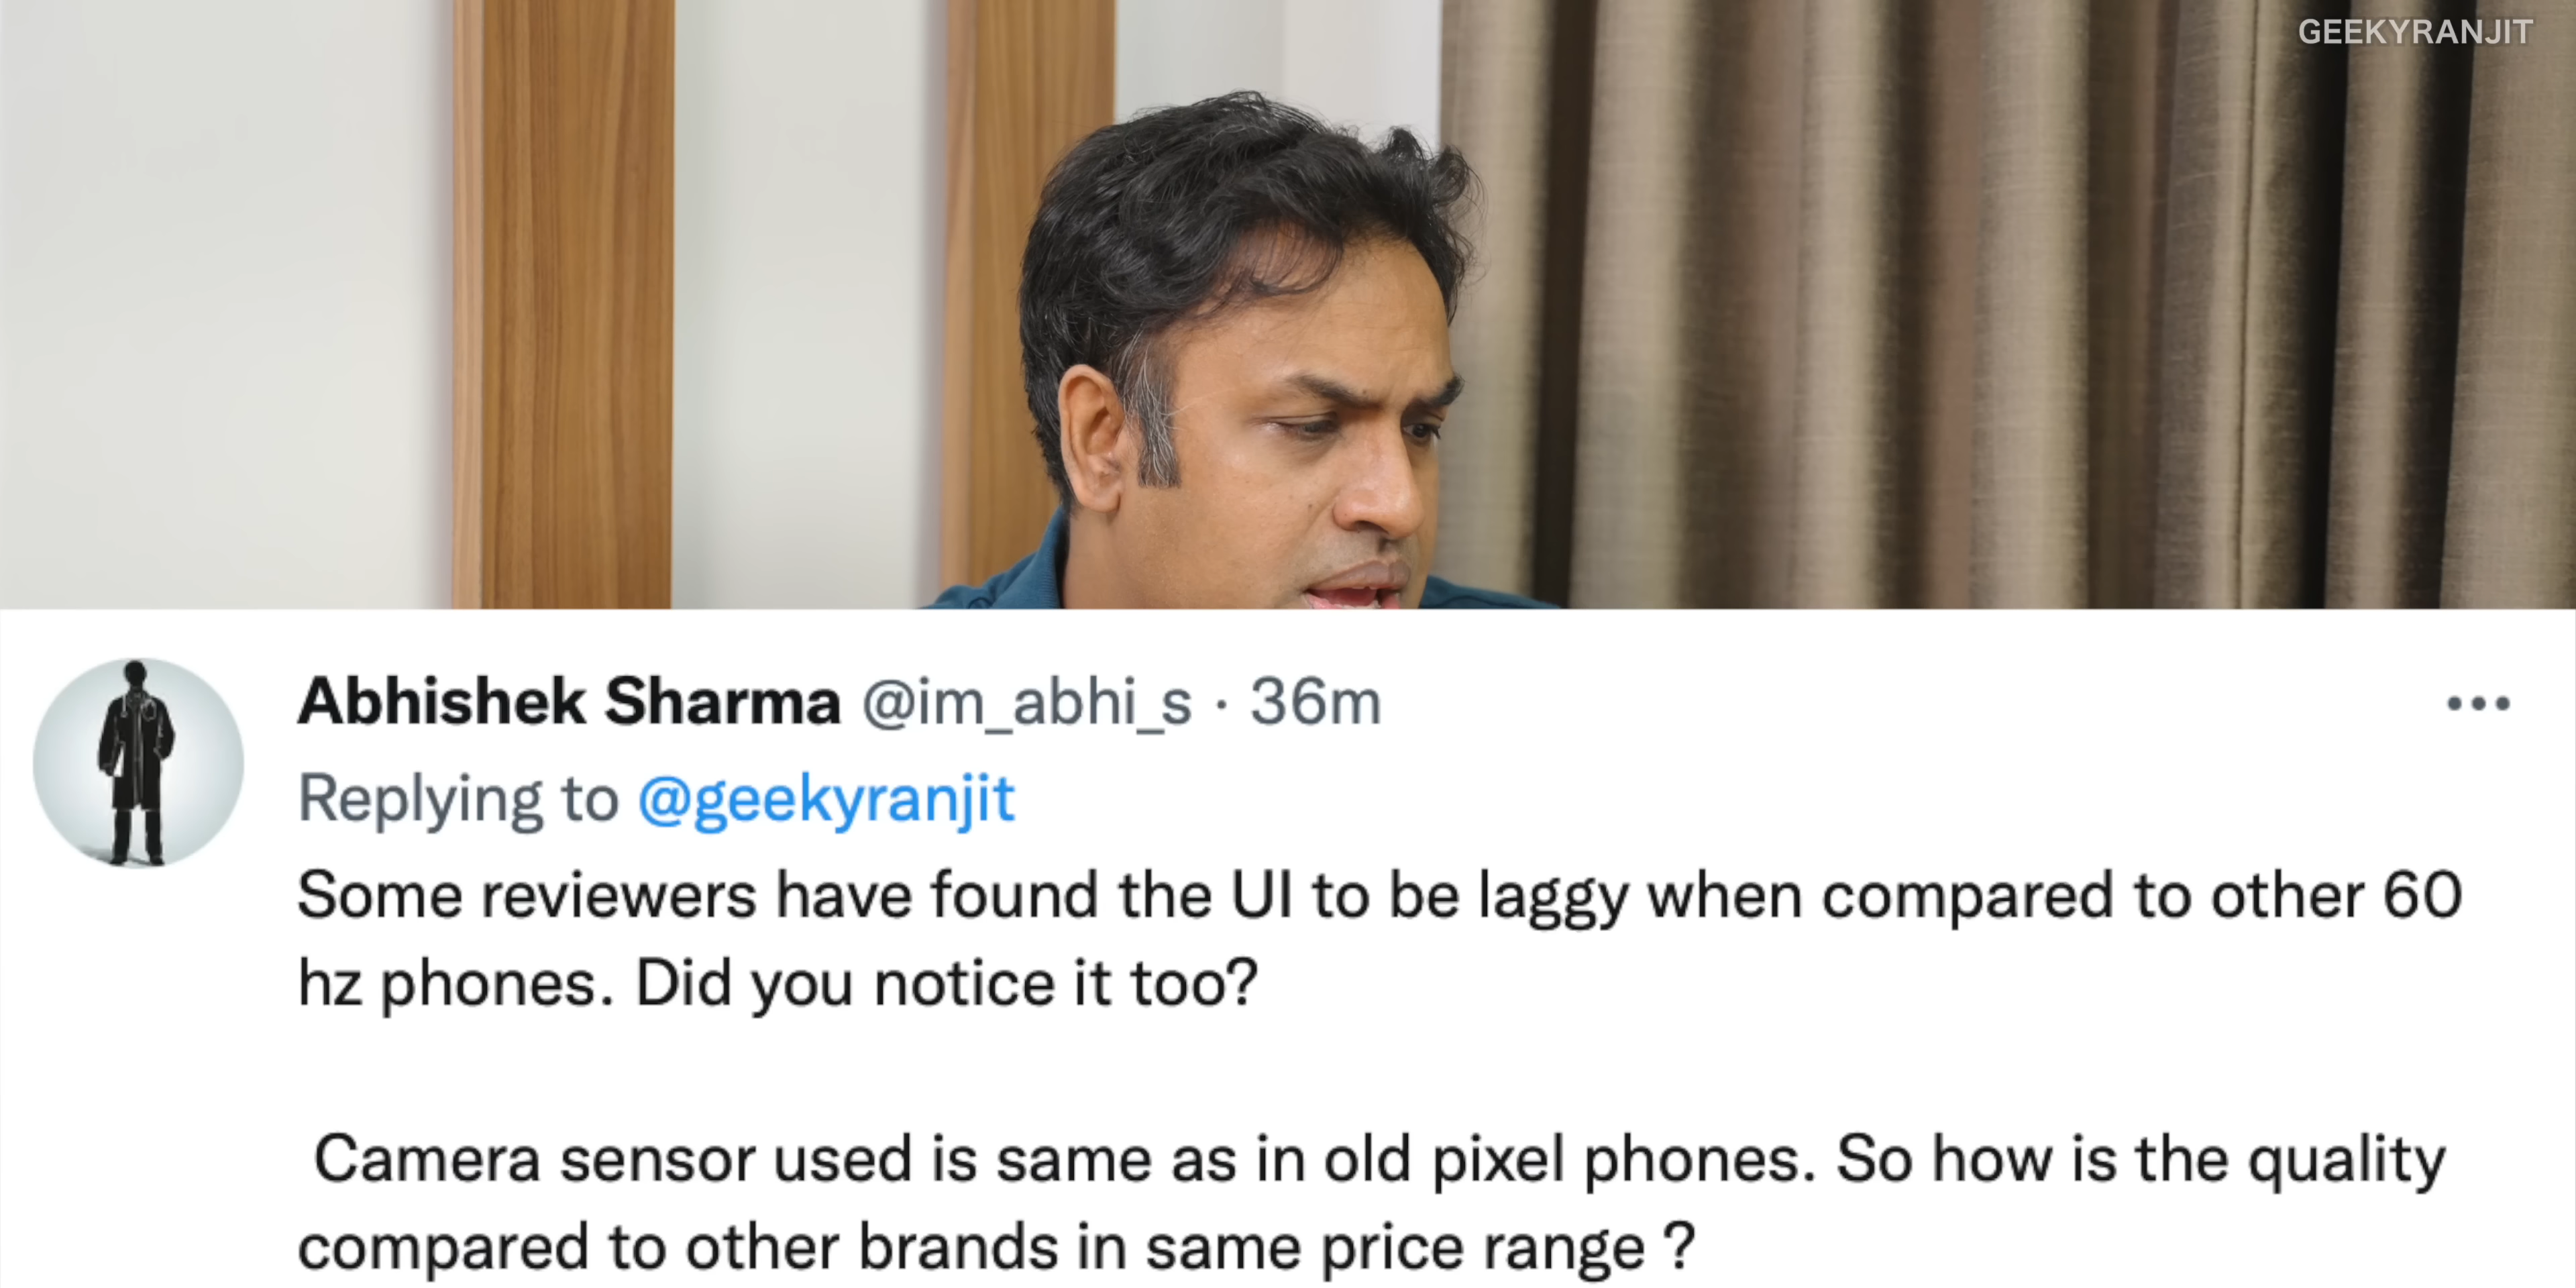 GEEKYRANJIT
Abhishek Sharma @im_abhi_s · 36m
Replying to @geekyranjit
Some reviewers have found the UI to be laggy when compared to other 60
hz phones. Did you notice it too?
Camera sensor used is same as in old pixel phones. So how is the quality
compared to other brands in same price range ?